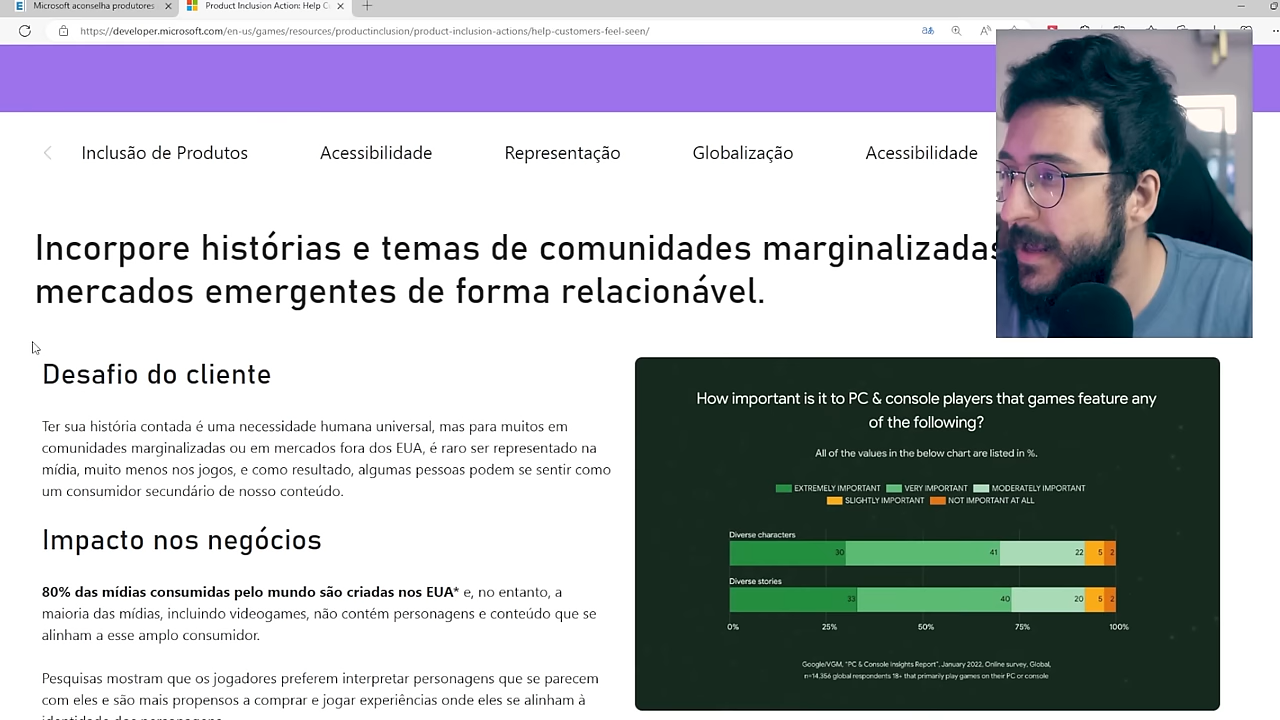 Microsoft aconselha produtores
Product Inclusion Action: Help C
https://developer.microsoft.com/en-us/games/resources/productinclusion/product-inclusion-actions/help-customers-feel-seen/
Inclusão de Produtos
Acessibilidade
Representação
Globalização
Acessibilidade
Incorpore histórias e temas de comunidades marginalizadas
mercados emergentes de forma relacionável.
Desafio do cliente
Ter sua história contada é uma necessidade humana universal, mas para muitos em
comunidades marginalizadas ou em mercados fora dos EUA, é raro ser representado na
mídia, muito menos nos jogos, e como resultado, algumas pessoas podem se sentir como
um consumidor secundário de nosso conteúdo.
Impacto nos negócios
80% das mídias consumidas pelo mundo são criadas nos EUA* e, no entanto, a
maioria das mídias, incluindo videogames, não contém personagens e conteúdo que se
alinham a esse amplo consumidor.
Pesquisas mostram que os jogadores preferem interpretar personagens que se parecem
com eles e são mais propensos a comprar e jogar experiências onde eles se alinham à
identidade dos personagens.
How important is it to PC & console players that games feature any
of the following?
All of the values in the below chart are listed in %.
EXTREMELY IMPORTANT
VERY IMPORTANT
MODERATELY IMPORTANT
SLIGHTLY IMPORTANT
NOT IMPORTANT AT ALL
Diverse characters
30 41 22 5 2
Diverse stories
33 40 20 5 2
0% 25% 50% 75% 100%
Google/VGM, "PC & Console Insights Report", January 2022, Online survey, Global,
n=14,356 global respondents 18+ that primarily play games on their PC or console